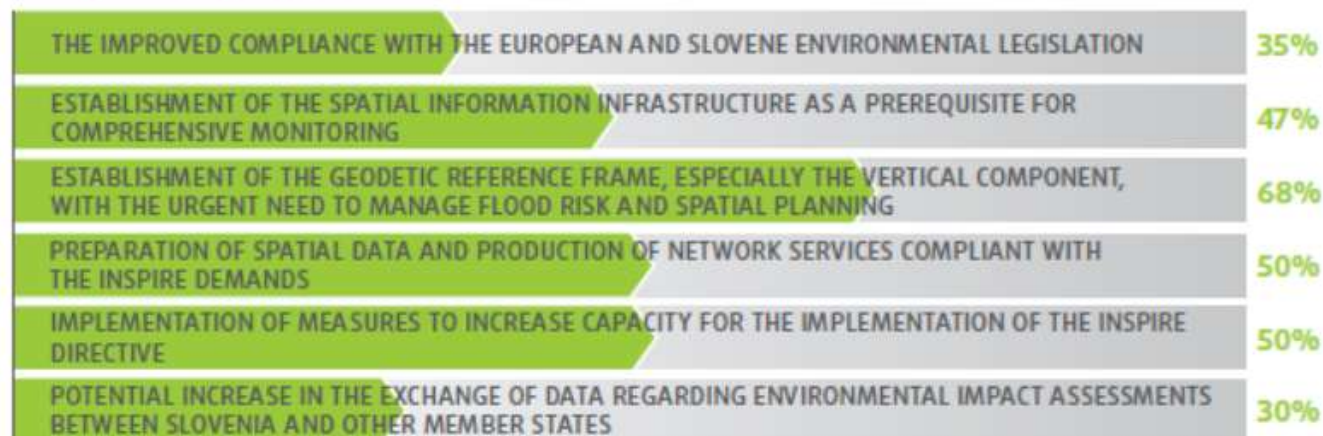 THE IMPROVED COMPLIANCE WITH THE EUROPEAN AND SLOVENE ENVIRONMENTAL LEGISLATION 35%
ESTABLISHMENT OF THE SPATIAL INFORMATION INFRASTRUCTURE AS A PREREQUISITE FOR
COMPREHENSIVE MONITORING 47%
ESTABLISHMENT OF THE GEODETIC REFERENCE FRAME, ESPECIALLY THE VERTICAL COMPONENT,
WITH THE URGENT NEED TO MANAGE FLOOD RISK AND SPATIAL PLANNING 68%
PREPARATION OF SPATIAL DATA AND PRODUCTION OF NETWORK SERVICES COMPLIANT WITH
THE INSPIRE DEMANDS 50%
IMPLEMENTATION OF MEASURES TO INCREASE CAPACITY FOR THE IMPLEMENTATION OF THE INSPIRE
DIRECTIVE 50%
POTENTIAL INCREASE IN THE EXCHANGE OF DATA REGARDING ENVIRONMENTAL IMPACT ASSESSMENTS
BETWEEN SLOVENIA AND OTHER MEMBER STATES 30%